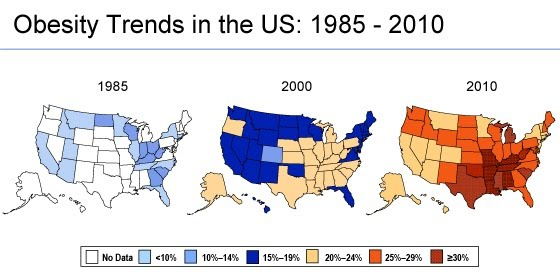 Obesity Trends in the US: 1985 - 2010
1985 2000 2010
No Data <10% 10%–14% 15%–19% 20%–24% 25%–29% ≥30%